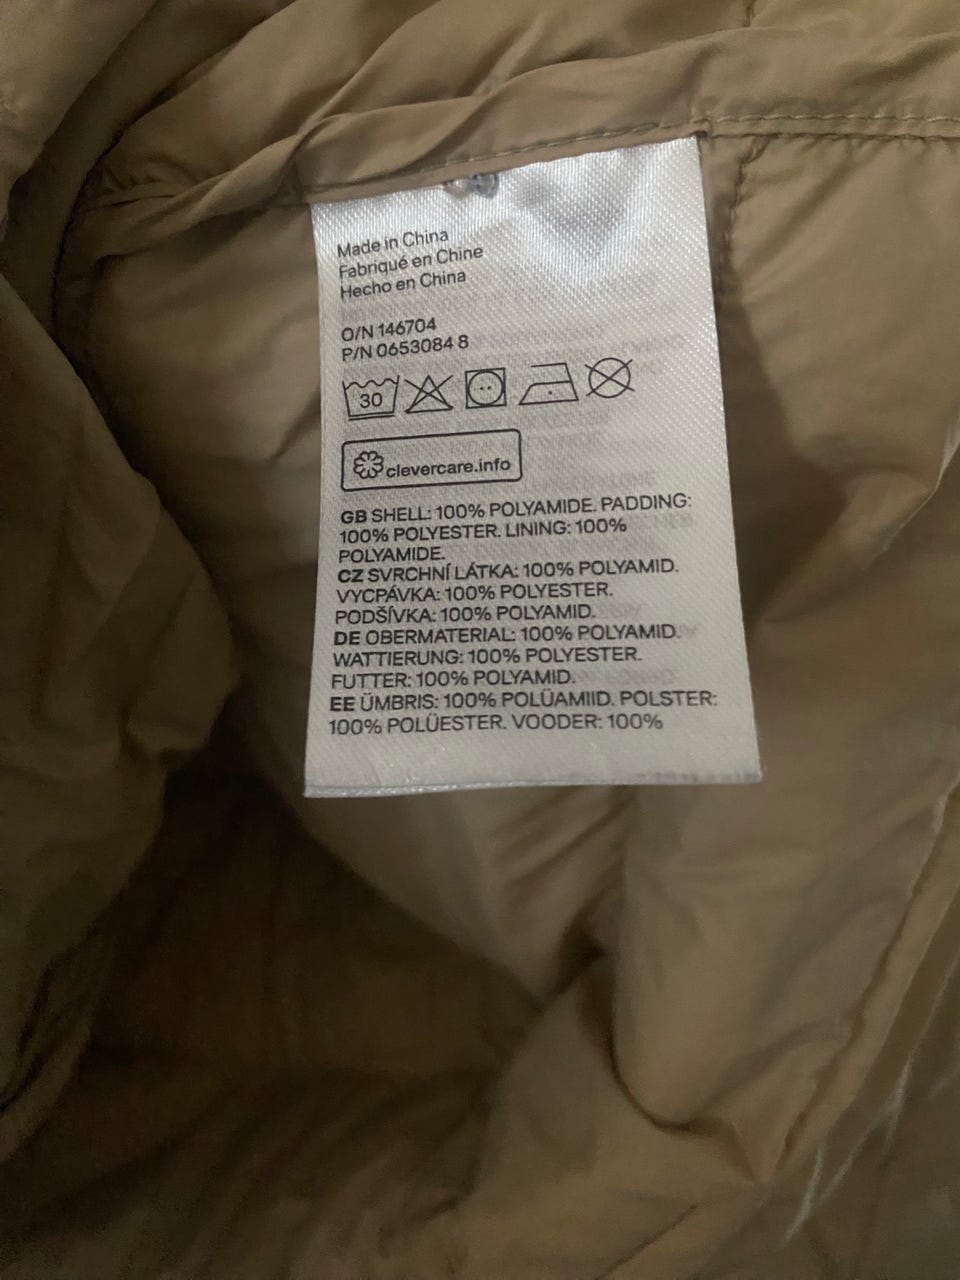 Made in China
Fabriqué en Chine
Hecho en China
O/N 146704
P/N 0653084 8
30
clevercare.info
GB SHELL: 100% POLYAMIDE. PADDING:
100% POLYESTER. LINING: 100%
POLYAMIDE.
CZ SVRCHNÍ LÁTKA: 100% POLYAMID.
VYCPÁVKA: 100% POLYESTER.
PODŠÍVKA: 100% POLYAMID.
DE OBERMATERIAL: 100% POLYAMID.
WATTIERUNG: 100% POLYESTER.
FUTTER: 100% POLYAMID.
EE ÜMBRIS: 100% POLÜAMIID. POLSTER:
100% POLÜESTER. VOODER: 100%